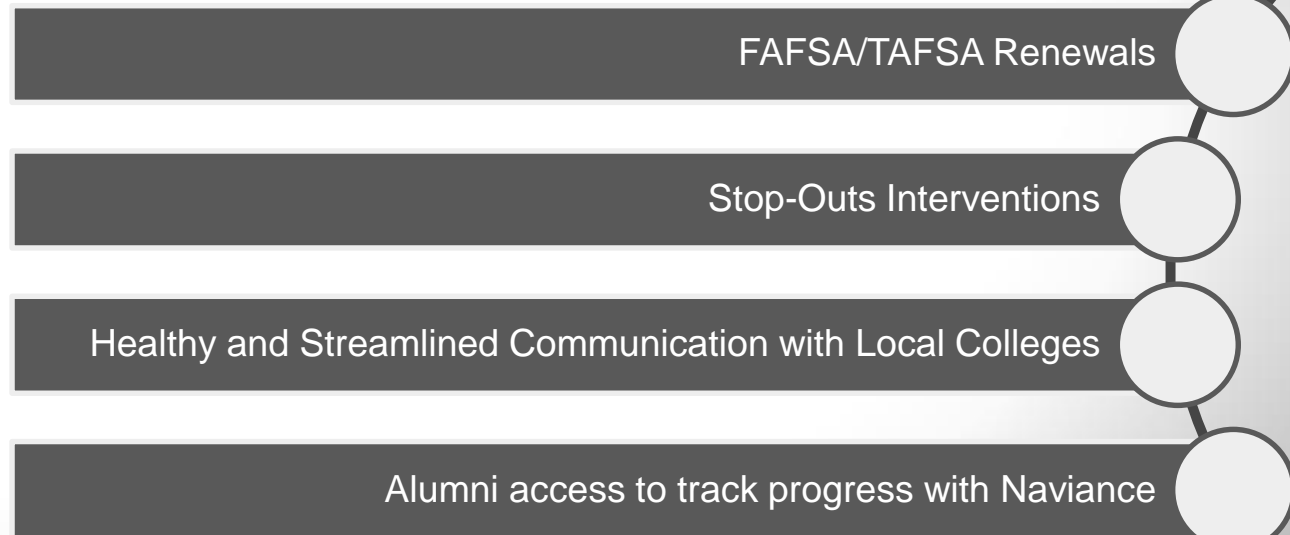 FAFSA/TAFSA Renewals
Stop-Outs Interventions
Healthy and Streamlined Communication with Local Colleges
Alumni access to track progress with Naviance